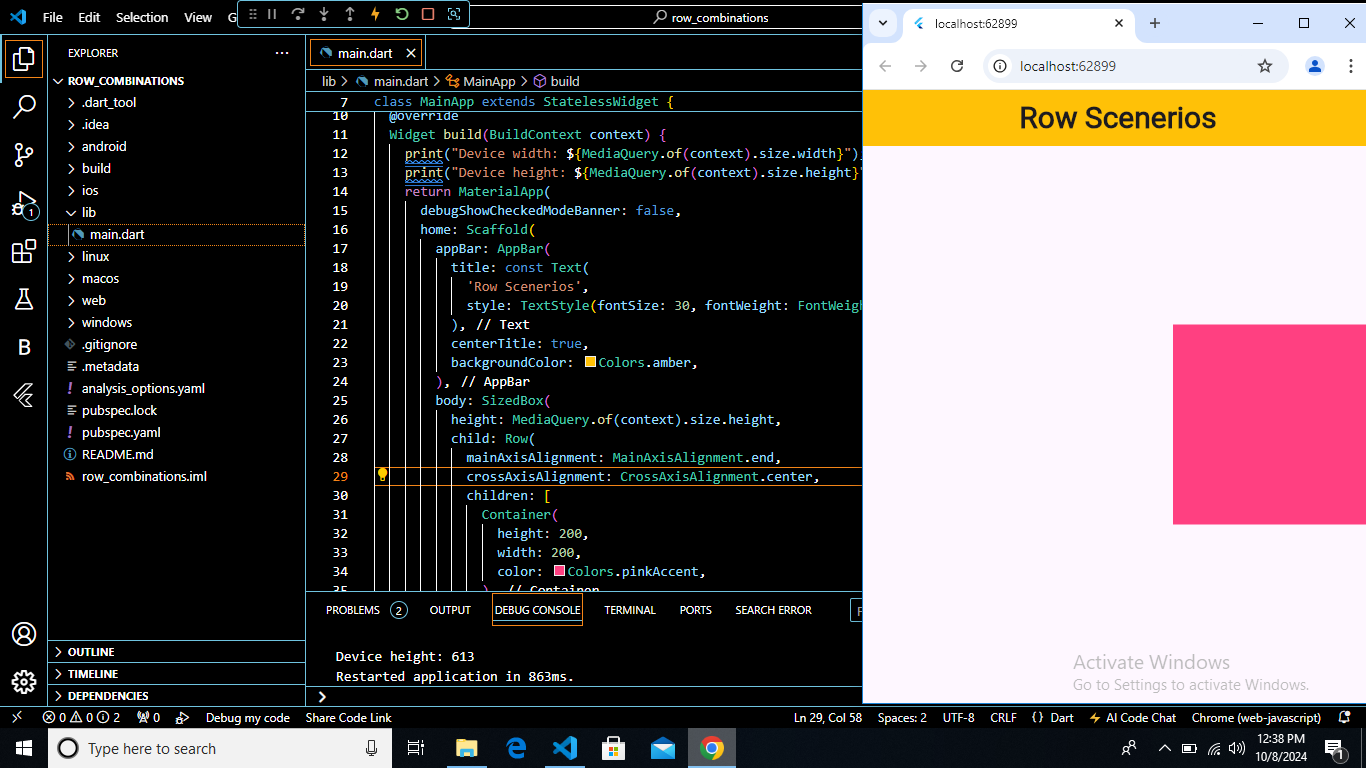 File Edit Selection View G
row_combinations
EXPLORER
ROW_COMBINATIONS
.dart_tool
.idea
android
build
ios
lib
main.dart
linux
macos
web
windows
.gitignore
.metadata
analysis_options.yaml
pubspec.lock
pubspec.yaml
README.md
row_combinations.iml
OUTLINE
TIMELINE
DEPENDENCIES
1
B
main.dart
lib > main.dart > MainApp > build
7 class MainApp extends StatelessWidget {
10 @override
11 Widget build(BuildContext context) {
12 print("Device width: ${MediaQuery.of(context).size.width}");
13 print("Device height: ${MediaQuery.of(context).size.height}"
14 return MaterialApp(
15 debugShowCheckedModeBanner: false,
16 home: Scaffold(
17 appBar: AppBar(
18 title: const Text(
19 'Row Scenerios',
20 style: TextStyle(fontSize: 30, fontWeight: FontWeigh
21 ), // Text
22 centerTitle: true,
23 backgroundColor: Colors.amber,
24 ), // AppBar
25 body: SizedBox(
26 height: MediaQuery.of(context).size.height,
27 child: Row(
28 mainAxisAlignment: MainAxisAlignment.end,
29 crossAxisAlignment: CrossAxisAlignment.center,
30 children: [
31 Container(
32 height: 200,
33 width: 200,
34 color: Colors.pinkAccent,
35 ), // Container
PROBLEMS 2 OUTPUT DEBUG CONSOLE TERMINAL PORTS SEARCH ERROR F
Device height: 613
Restarted application in 863ms.
localhost:62899
localhost:62899
Row Scenerios
Activate Windows
Go to Settings to activate Windows.
0 0 2 0 Debug my code Share Code Link Ln 29, Col 58 Spaces: 2 UTF-8 CRLF {} Dart AI Code Chat Chrome (web-javascript)
Type here to search
12:38 PM
10/8/2024
1